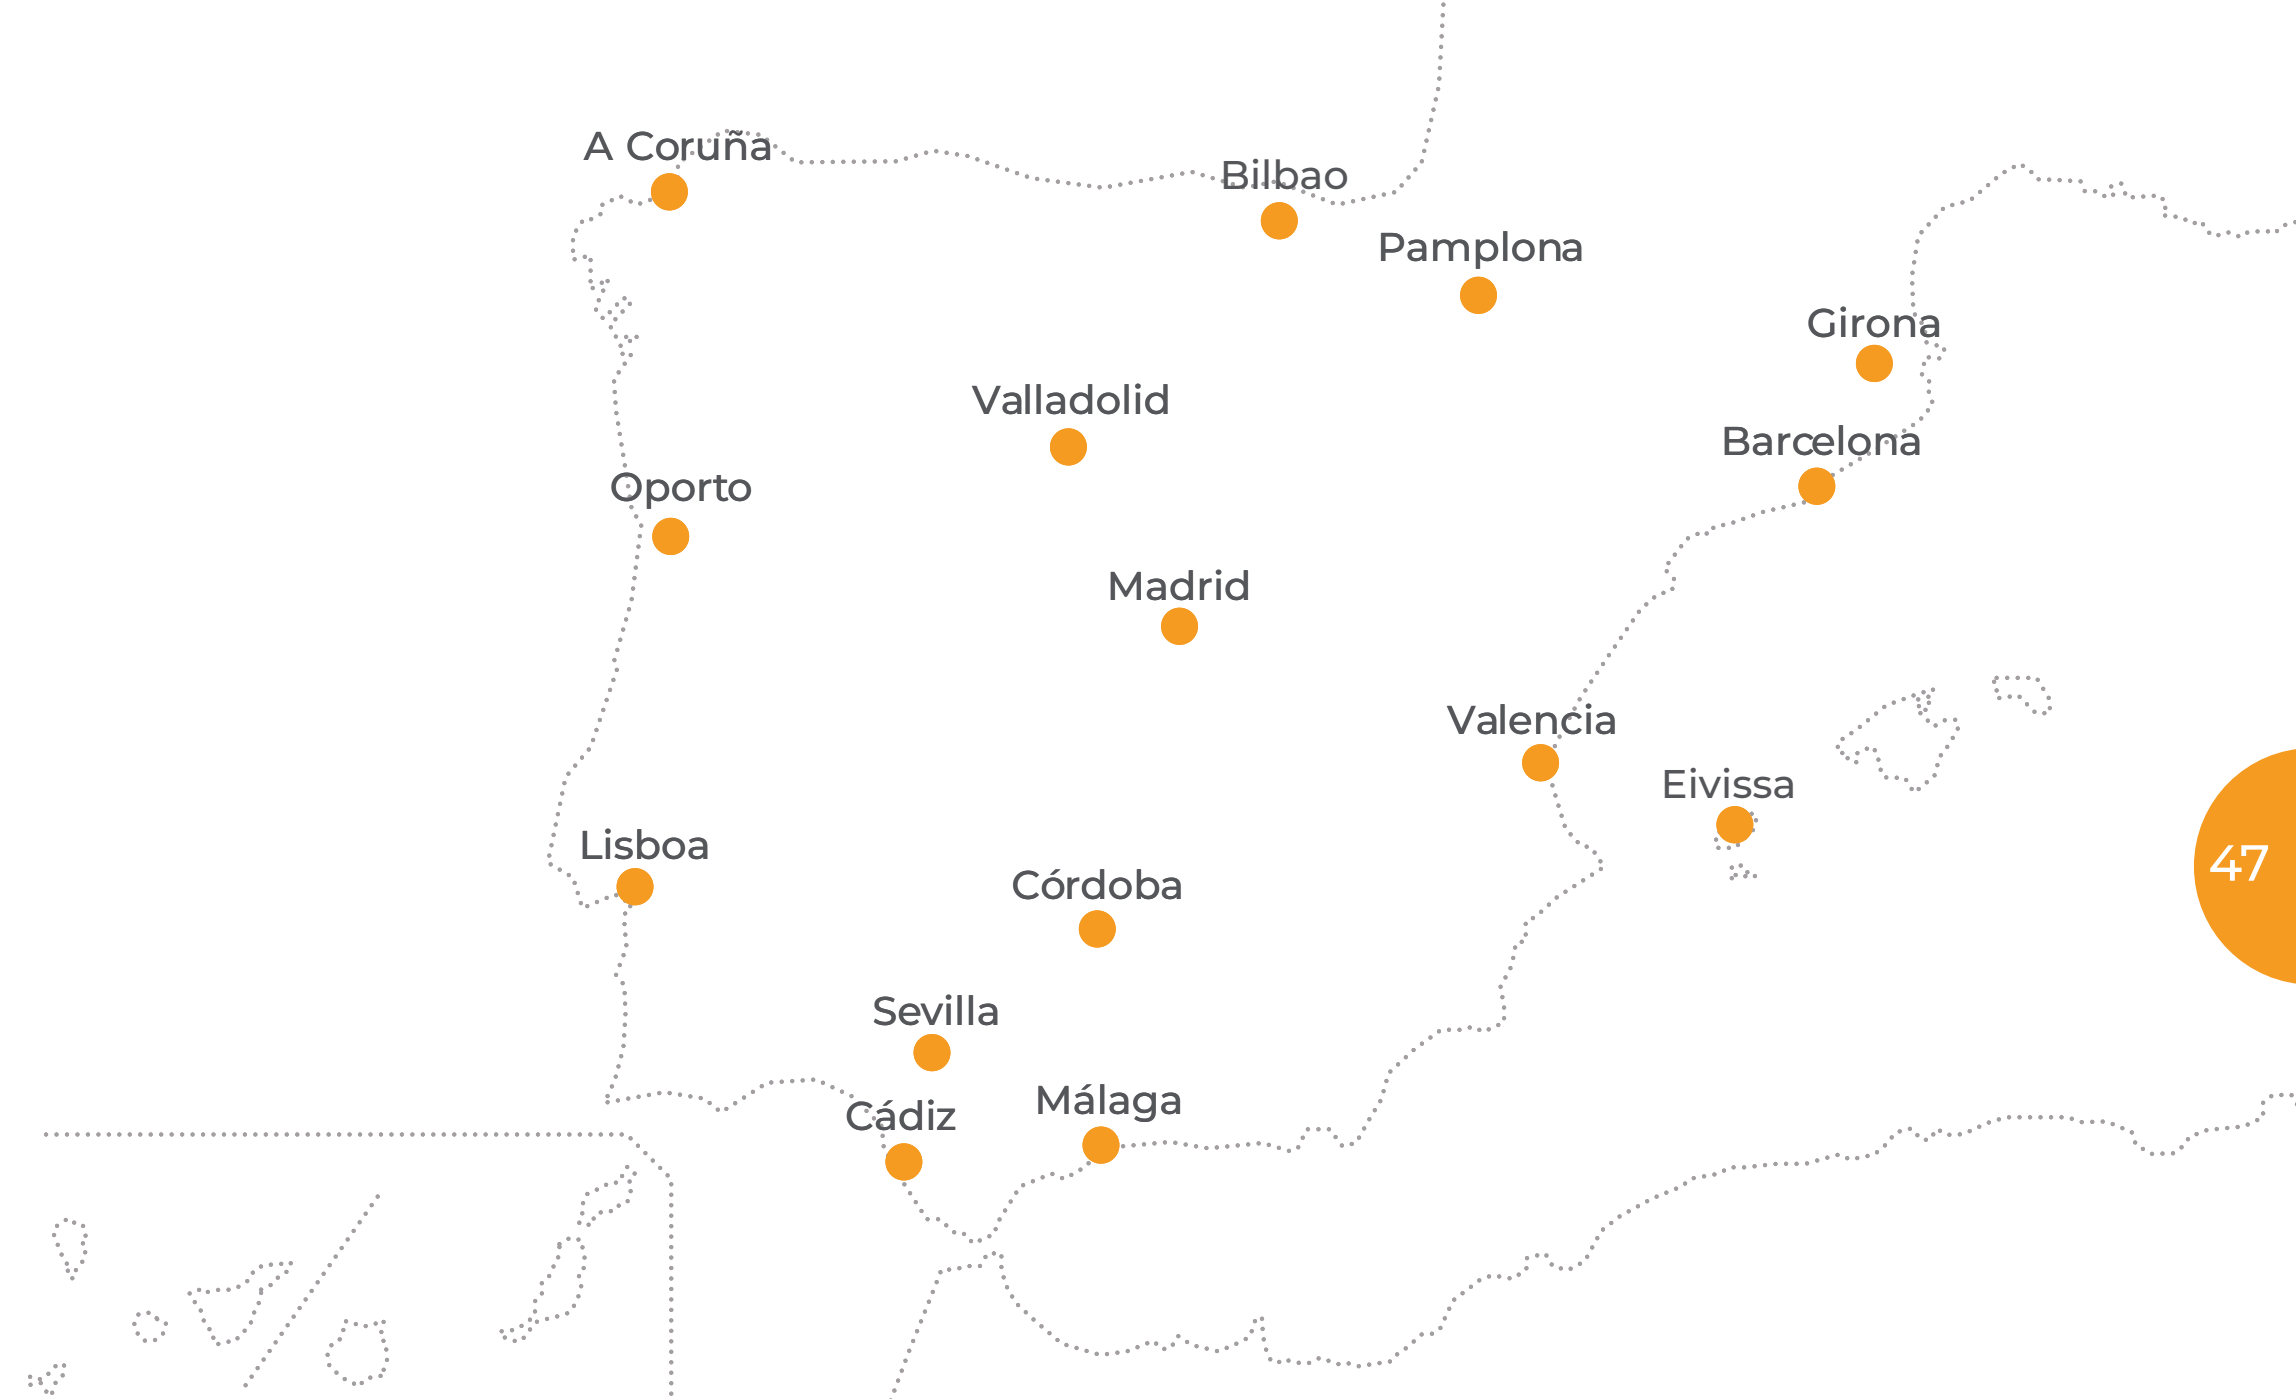 A Coruña
Bilbao
Pamplona
Girona
Valladolid
Barcelona
Oporto
Madrid
Valencia
Eivissa
Lisboa
47
Córdoba
Sevilla
Málaga
Cádiz